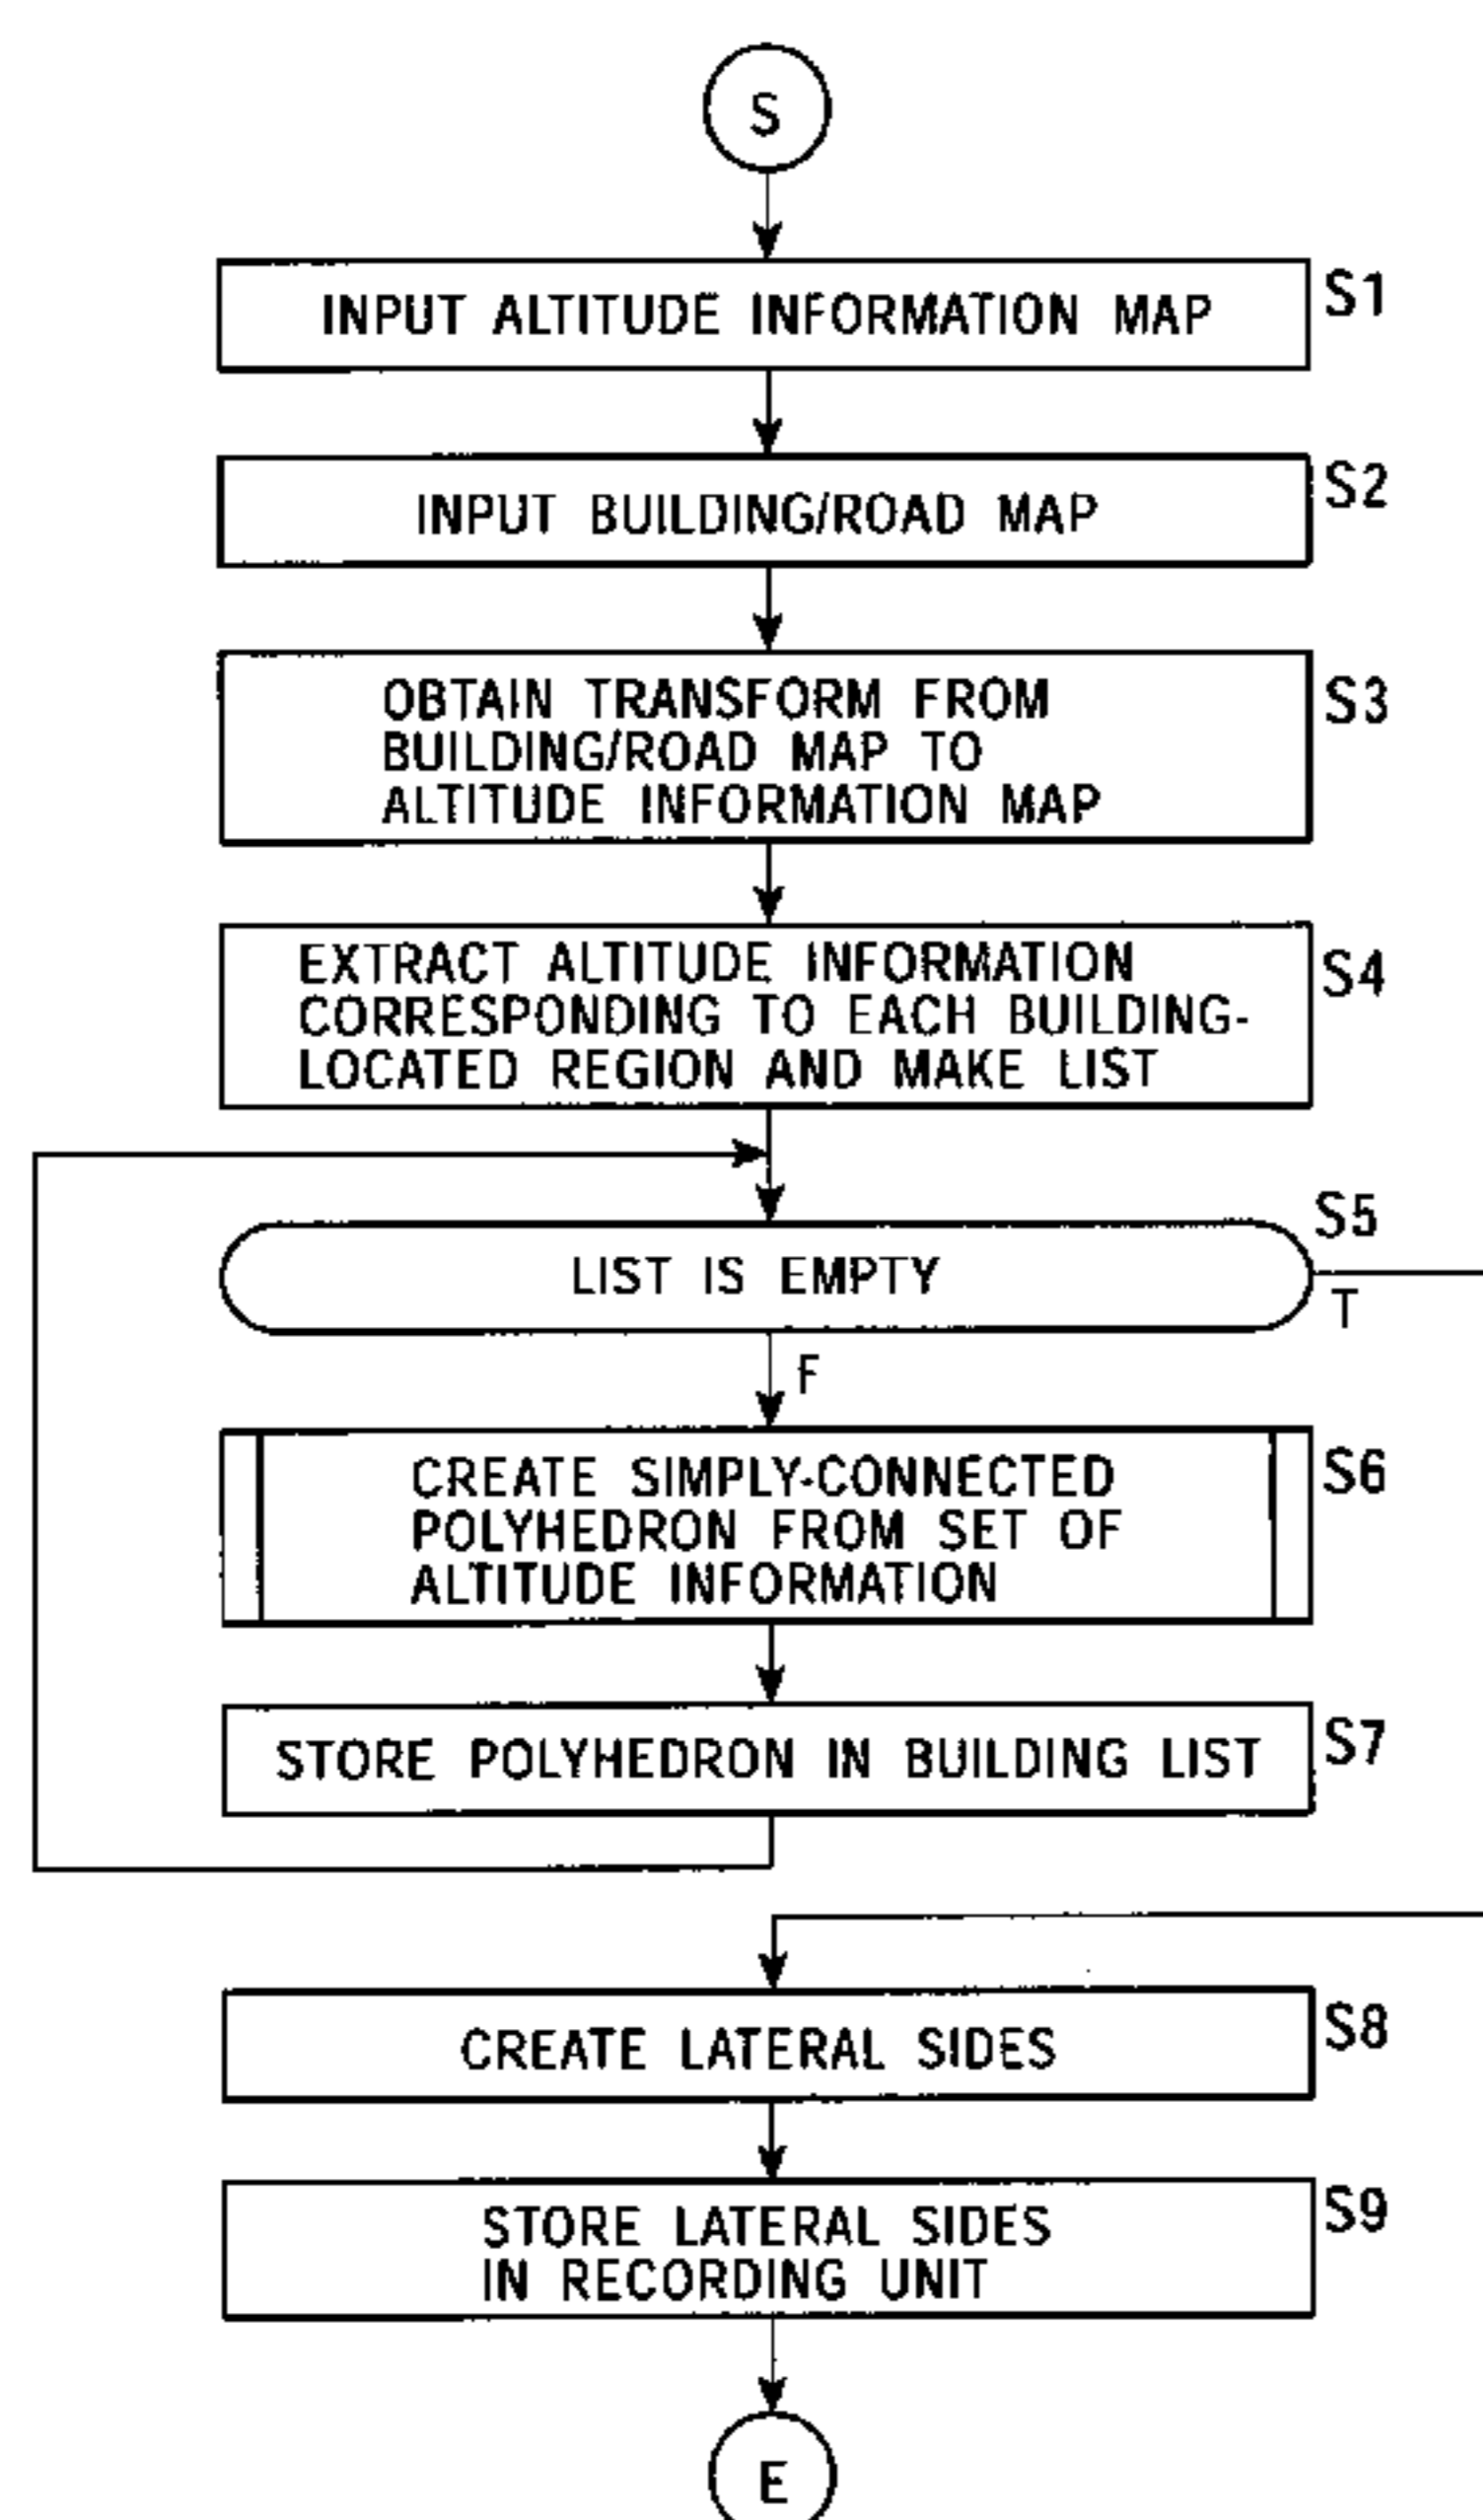 S
INPUT ALTITUDE INFORMATION MAP
S1
INPUT BUILDING/ROAD MAP
S2
OBTAIN TRANSFORM FROM
BUILDING/ROAD MAP TO
ALTITUDE INFORMATION MAP
S3
EXTRACT ALTITUDE INFORMATION
CORRESPONDING TO EACH BUILDING-
LOCATED REGION AND MAKE LIST
S4
LIST IS EMPTY
S5
T
F
CREATE SIMPLY-CONNECTED
POLYHEDRON FROM SET OF
ALTITUDE INFORMATION
S6
STORE POLYHEDRON IN BUILDING LIST
S7
CREATE LATERAL SIDES
S8
STORE LATERAL SIDES
IN RECORDING UNIT
S9
E